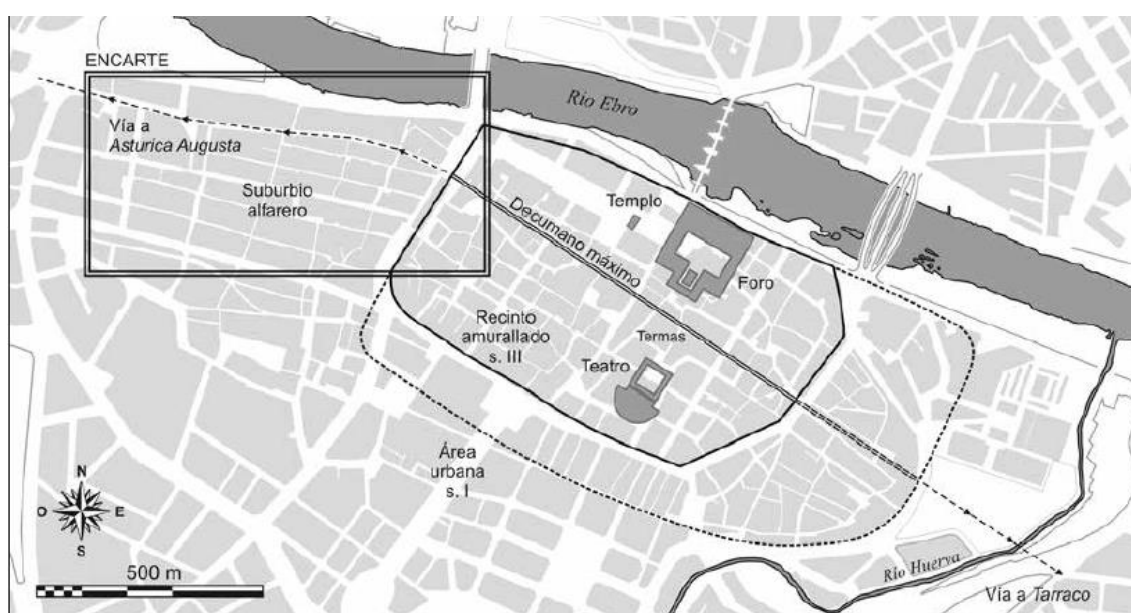 ENCARTE
Río Ebro
Vía a
Asturica Augusta
Suburbio
alfarero
Templo
Decumano máximo
Foro
Recinto
amurallado
s. III
Termas
Teatro
Área
urbana
s. I
N
O
E
S
500 m
Río Huerva
Vía a Tarraco